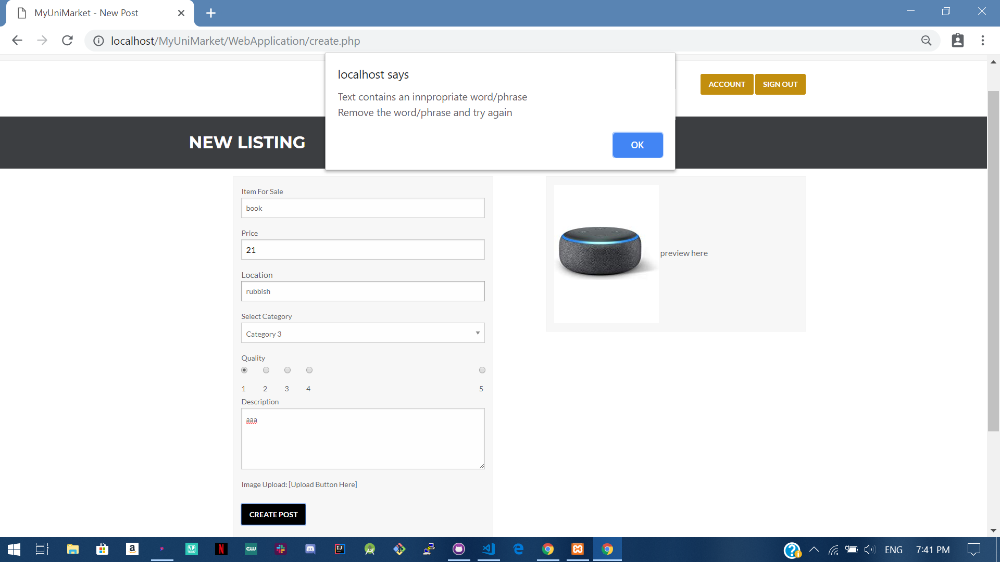 MyUniMarket - New Post
localhost/MyUniMarket/WebApplication/create.php
localhost says
Text contains an innpropriate word/phrase
Remove the word/phrase and try again
OK
ACCOUNT SIGN OUT
NEW LISTING
Item For Sale
book
Price
21
Location
rubbish
Select Category
Category 3
Quality
1 2 3 4 5
Description
aaa
Image Upload: [Upload Button Here]
CREATE POST
preview here
a N CW IJ ENG 7:41 PM